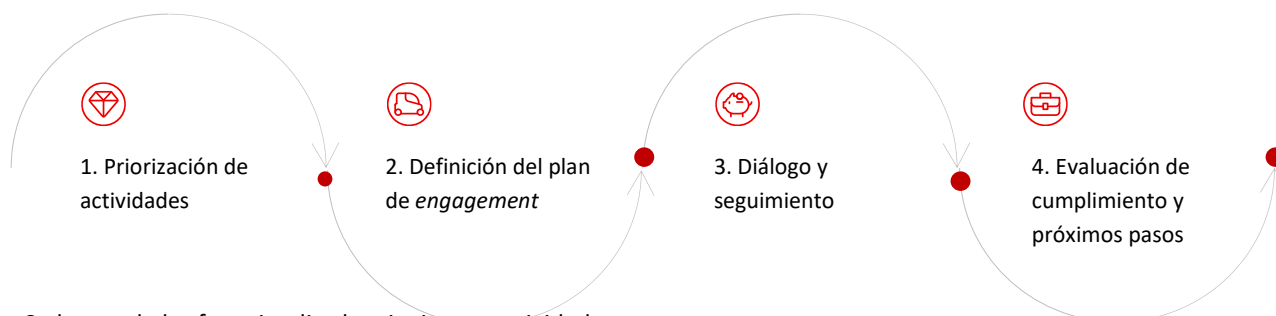 1. Priorización de
actividades
2. Definición del plan
de engagement
3. Diálogo y
seguimiento
4. Evaluación de
cumplimiento y
próximos pasos